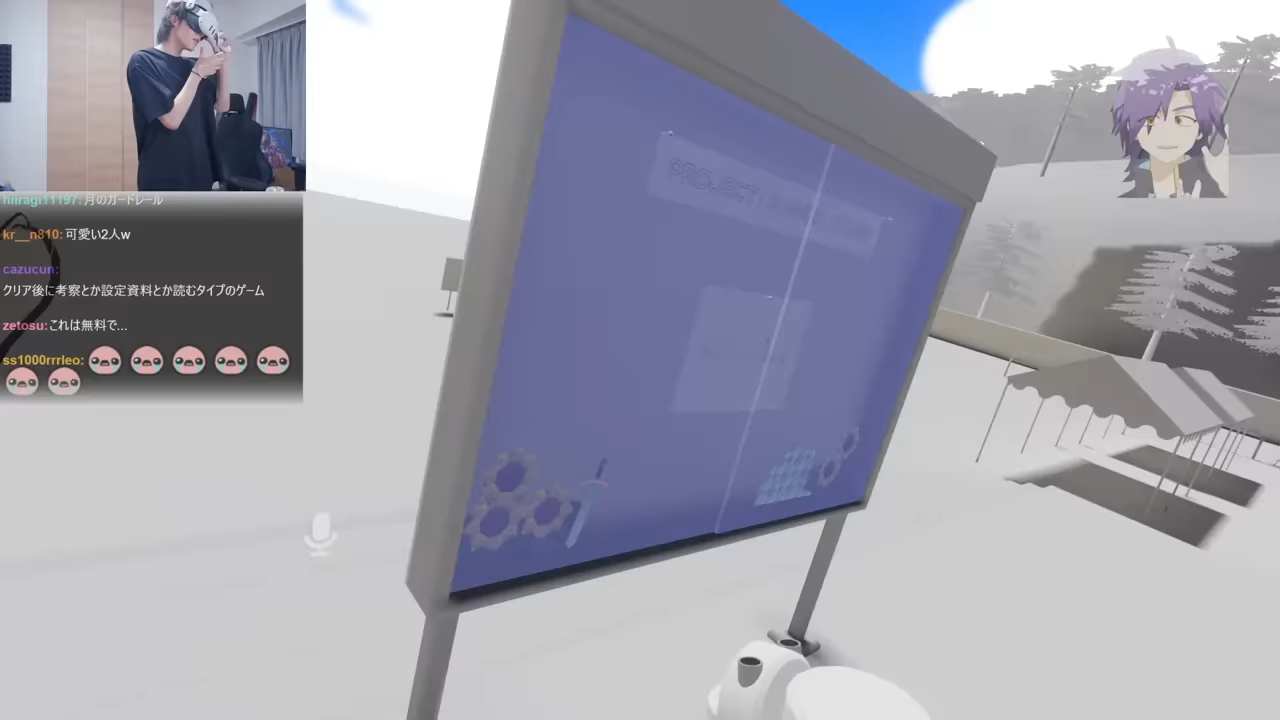 hiiragi11197: 月のガードレール
kr__n810: 可愛い2人w
cazucun:
クリア後に考察とか設定資料とか読むタイプのゲーム
zetosu:これは無料で...
ss1000rrrleo:
PROJECT: